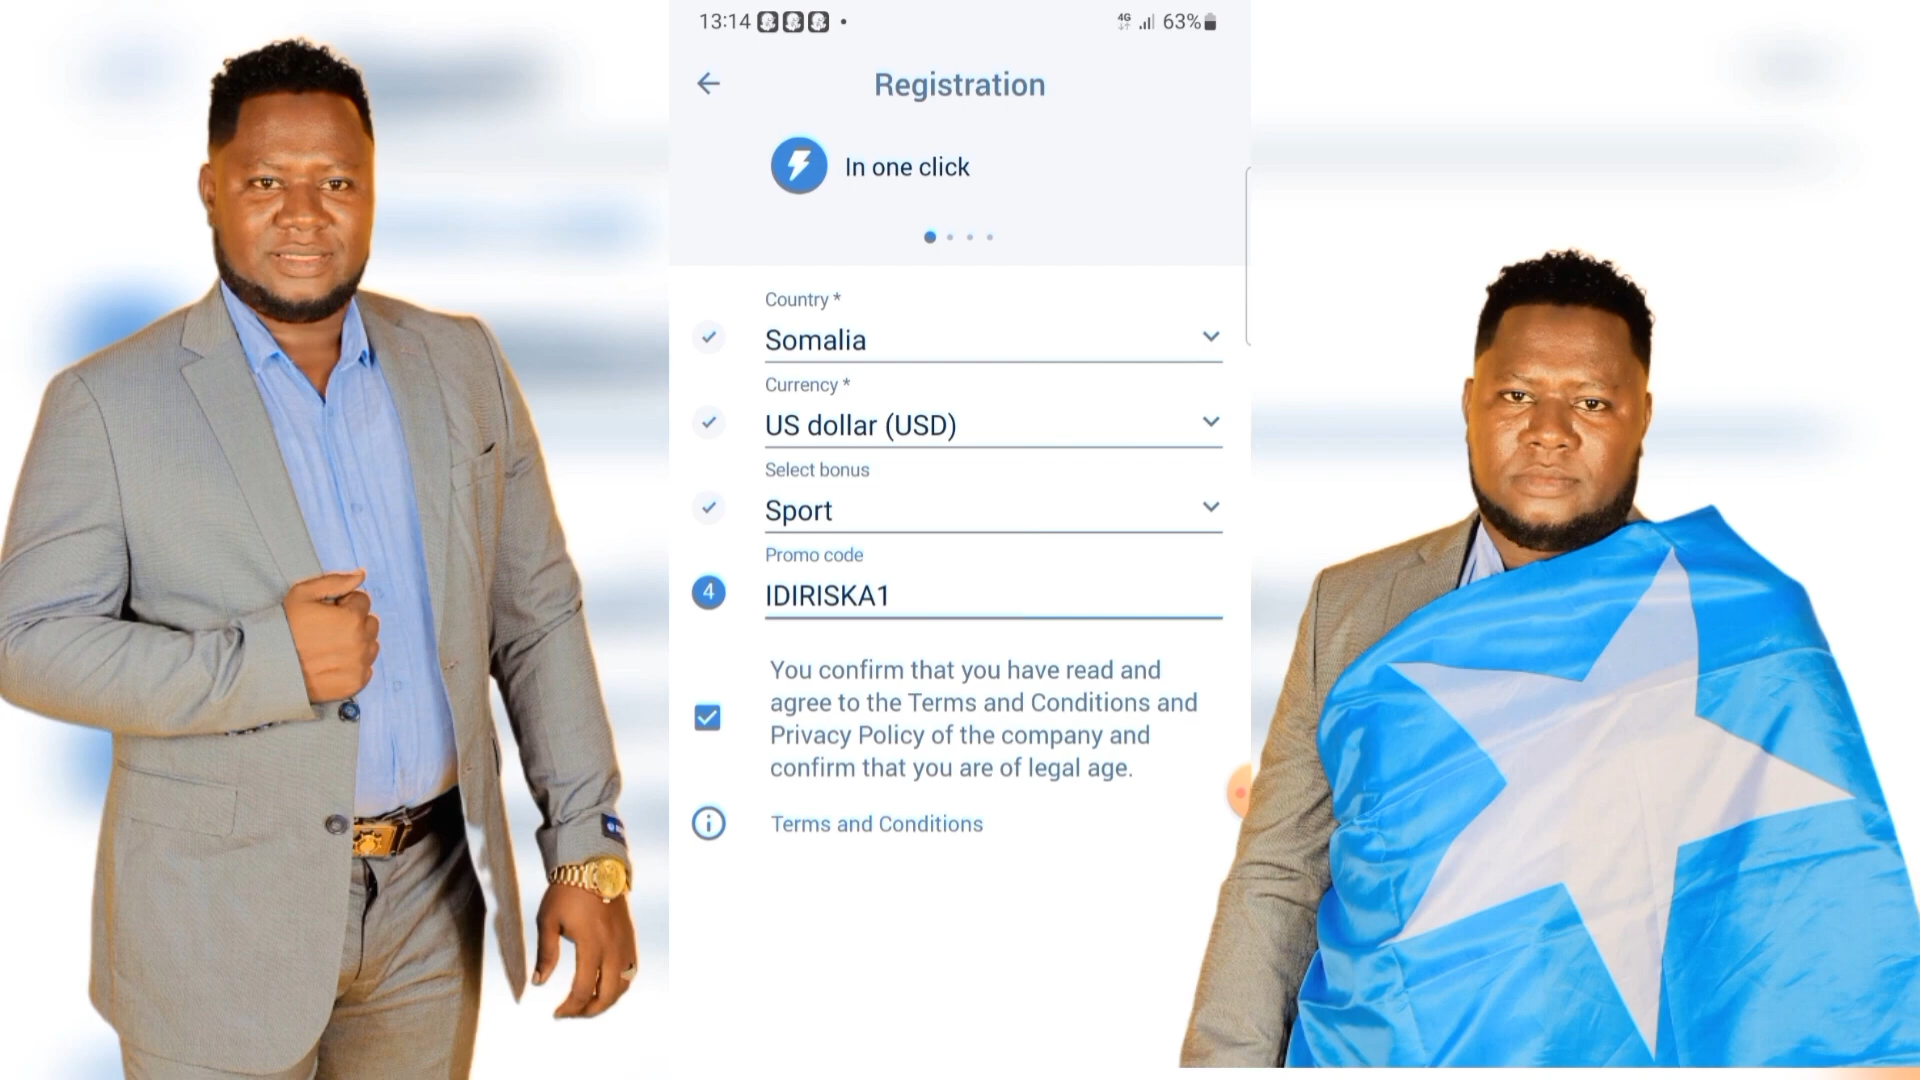 13:14
4G
63%
Registration
In one click
Country *
Somalia
Currency *
US dollar (USD)
Select bonus
Sport
Promo code
4
IDIRISKA1
You confirm that you have read and
agree to the Terms and Conditions and
Privacy Policy of the company and
confirm that you are of legal age.
Terms and Conditions